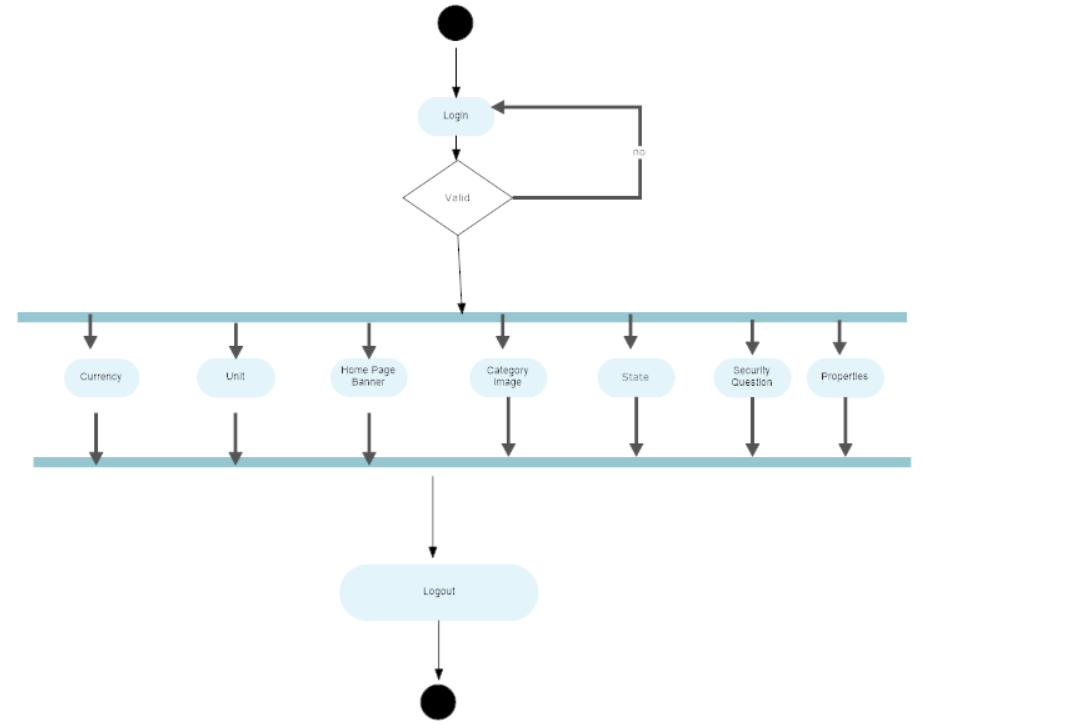 Login
no
Valid
Currency
Unit
Home Page
Banner
Category
Image
State
Security
Question
Properties
Logout